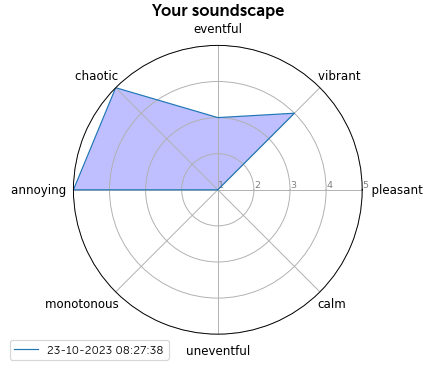 Your soundscape
eventful
chaotic
vibrant
annoying
1 2 3 4 5
pleasant
monotonous
calm
uneventful
23-10-2023 08:27:38